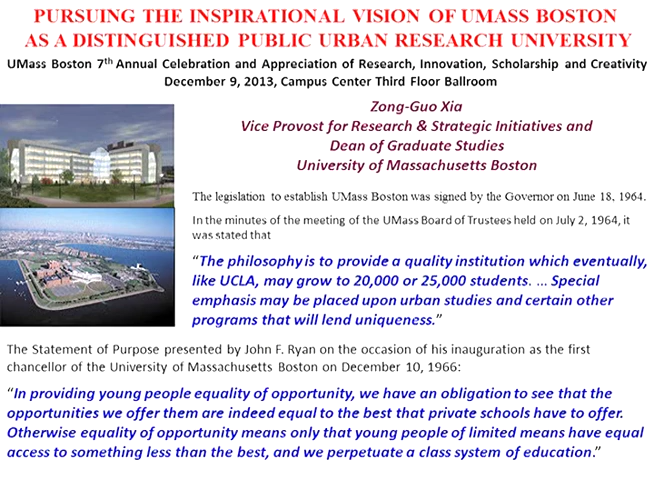 PURSUING THE INSPIRATIONAL VISION OF UMASS BOSTON
AS A DISTINGUISHED PUBLIC URBAN RESEARCH UNIVERSITY
UMass Boston 7th Annual Celebration and Appreciation of Research, Innovation, Scholarship and Creativity
December 9, 2013, Campus Center Third Floor Ballroom
Zong-Guo Xia
Vice Provost for Research & Strategic Initiatives and
Dean of Graduate Studies
University of Massachusetts Boston
The legislation to establish UMass Boston was signed by the Governor on June 18, 1964.
In the minutes of the meeting of the UMass Board of Trustees held on July 2, 1964, it
was stated that
“The philosophy is to provide a quality institution which eventually,
like UCLA, may grow to 20,000 or 25,000 students. ... Special
emphasis may be placed upon urban studies and certain other
programs that will lend uniqueness.”
The Statement of Purpose presented by John F. Ryan on the occasion of his inauguration as the first
chancellor of the University of Massachusetts Boston on December 10, 1966:
“In providing young people equality of opportunity, we have an obligation to see that the
opportunities we offer them are indeed equal to the best that private schools have to offer.
Otherwise equality of opportunity means only that young people of limited means have equal
access to something less than the best, and we perpetuate a class system of education.”